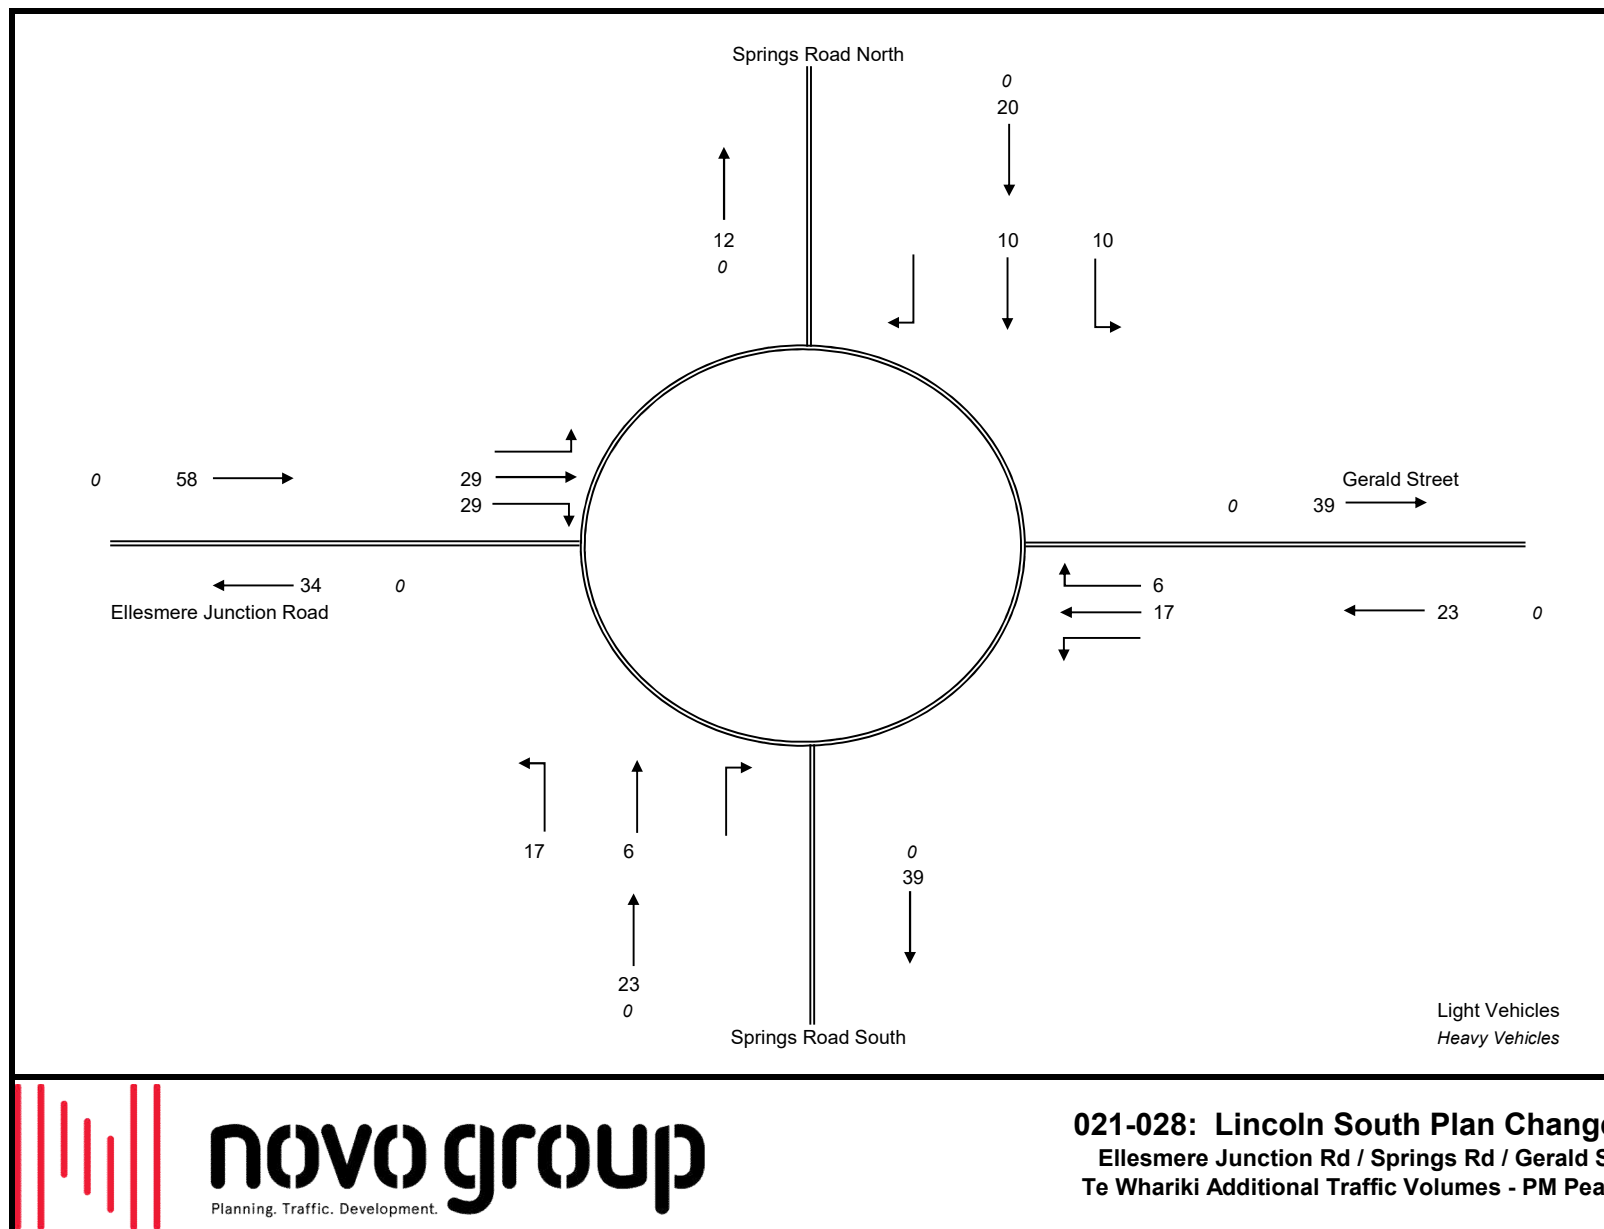 Springs Road North
0
20
12
0
10
10
0
58
29
29
Gerald Street
0
39
34
0
Ellesmere Junction Road
6
17
23
0
17
6
0
39
23
0
Springs Road South
Light Vehicles
Heavy Vehicles
novo group
Planning. Traffic. Development.
021-028: Lincoln South Plan Change
Ellesmere Junction Rd / Springs Rd / Gerald S
Te Whariki Additional Traffic Volumes - PM Pea